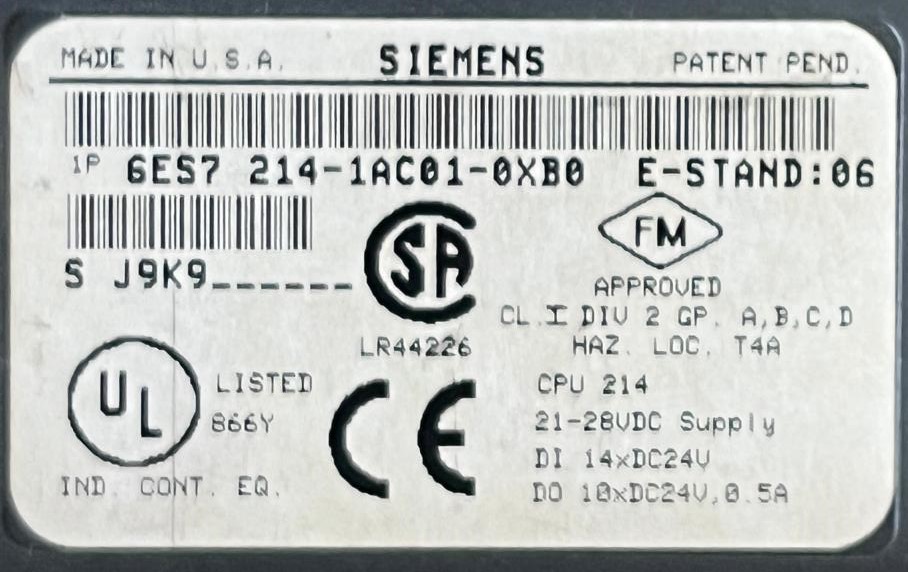 MADE IN U.S.A. SIEMENS PATENT PEND.
1P 6ES7 214-1AC01-0XB0 E-STAND:06
S J9K9______
SA
FM
APPROVED
CL.I DIV 2 GP. A,B,C,D
HAZ. LOC. T4A
LR44226
UL
LISTED
866Y
IND. CONT. EQ.
CE
CPU 214
21-28VDC Supply
DI 14xDC24V
DO 10xDC24V,0.5A